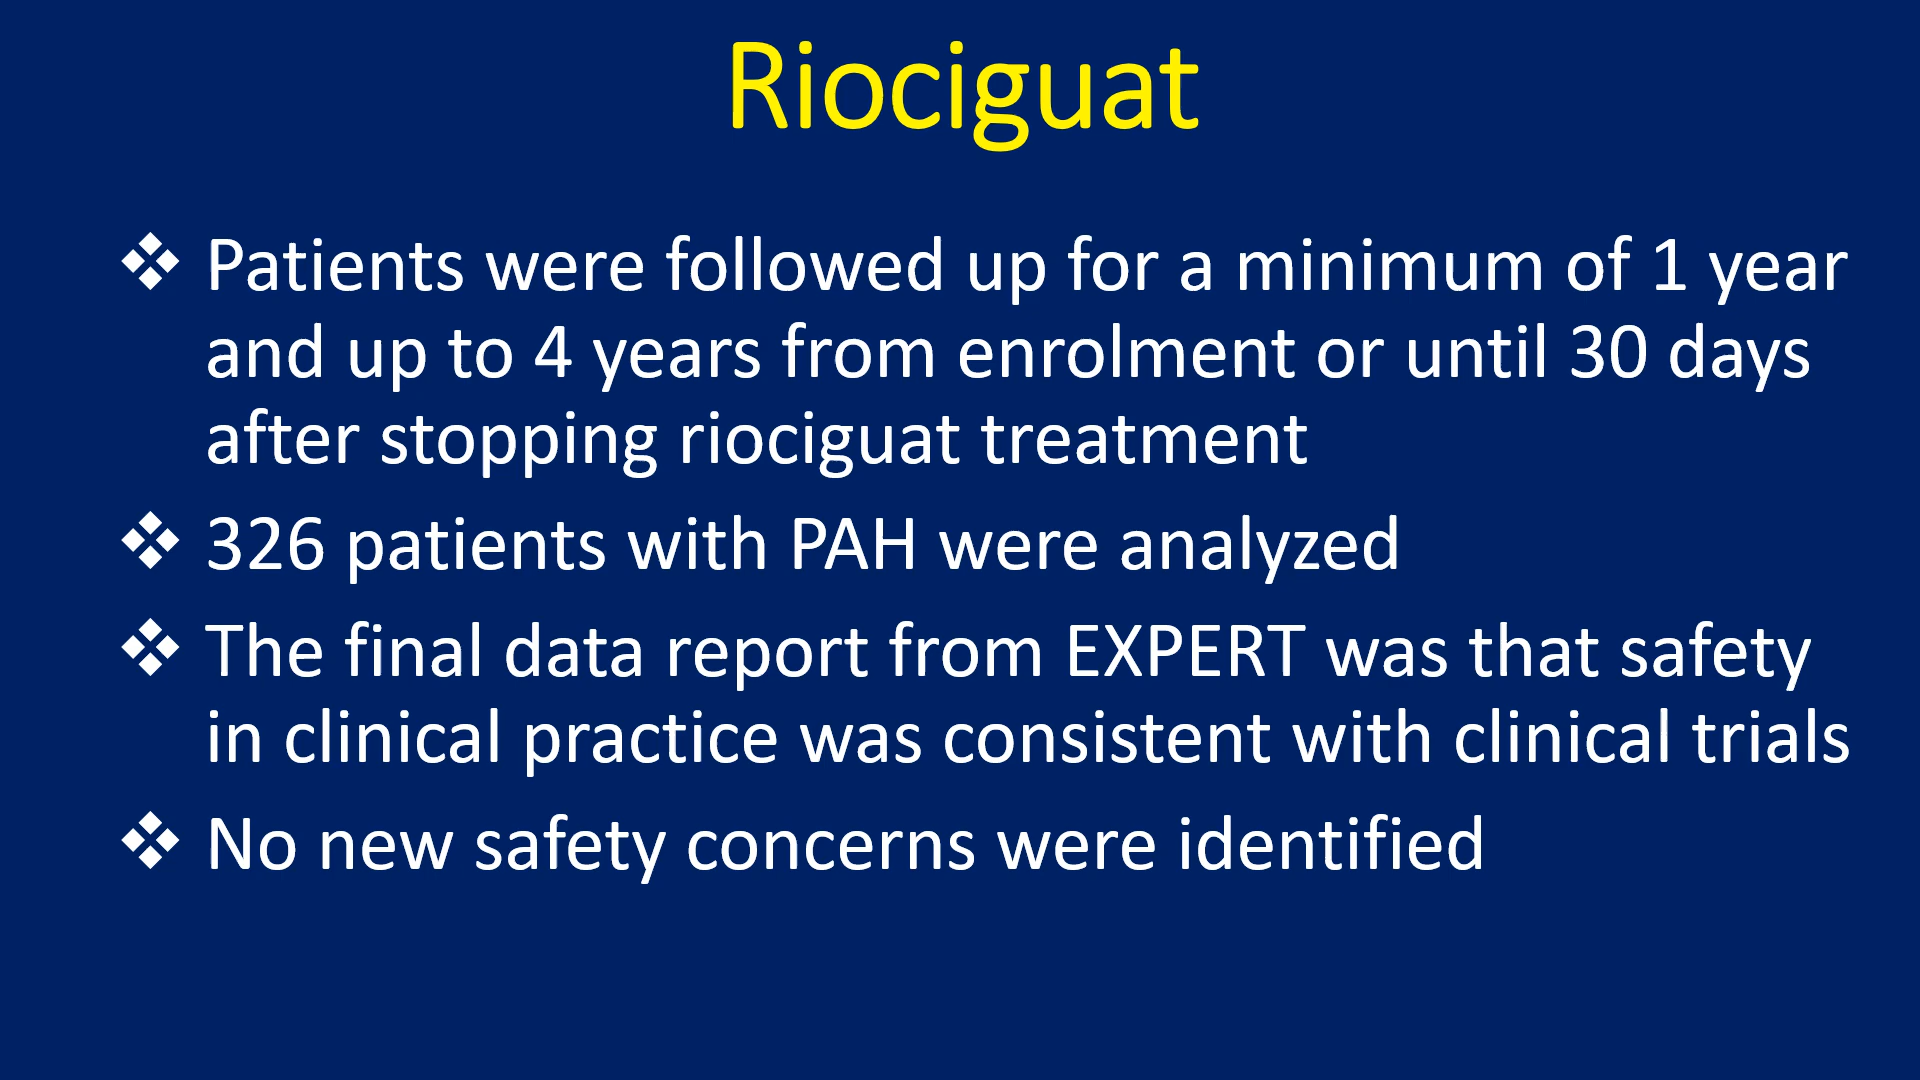 Riociguat
❖ Patients were followed up for a minimum of 1 year
and up to 4 years from enrolment or until 30 days
after stopping riociguat treatment
❖ 326 patients with PAH were analyzed
❖ The final data report from EXPERT was that safety
in clinical practice was consistent with clinical trials
❖ No new safety concerns were identified